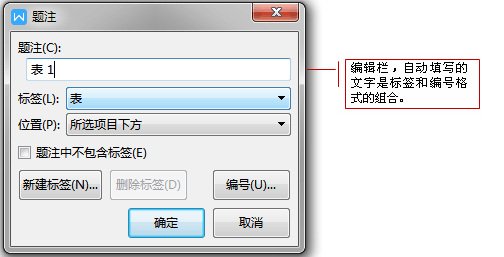 题注
题注(C):
表 1
标签(L):
表
位置(P):
所选项目下方
题注中不包含标签(E)
新建标签(N)...
删除标签(D)
编号(U)...
确定
取消
编辑栏，自动填写的
文字是标签和编号格
式的组合。